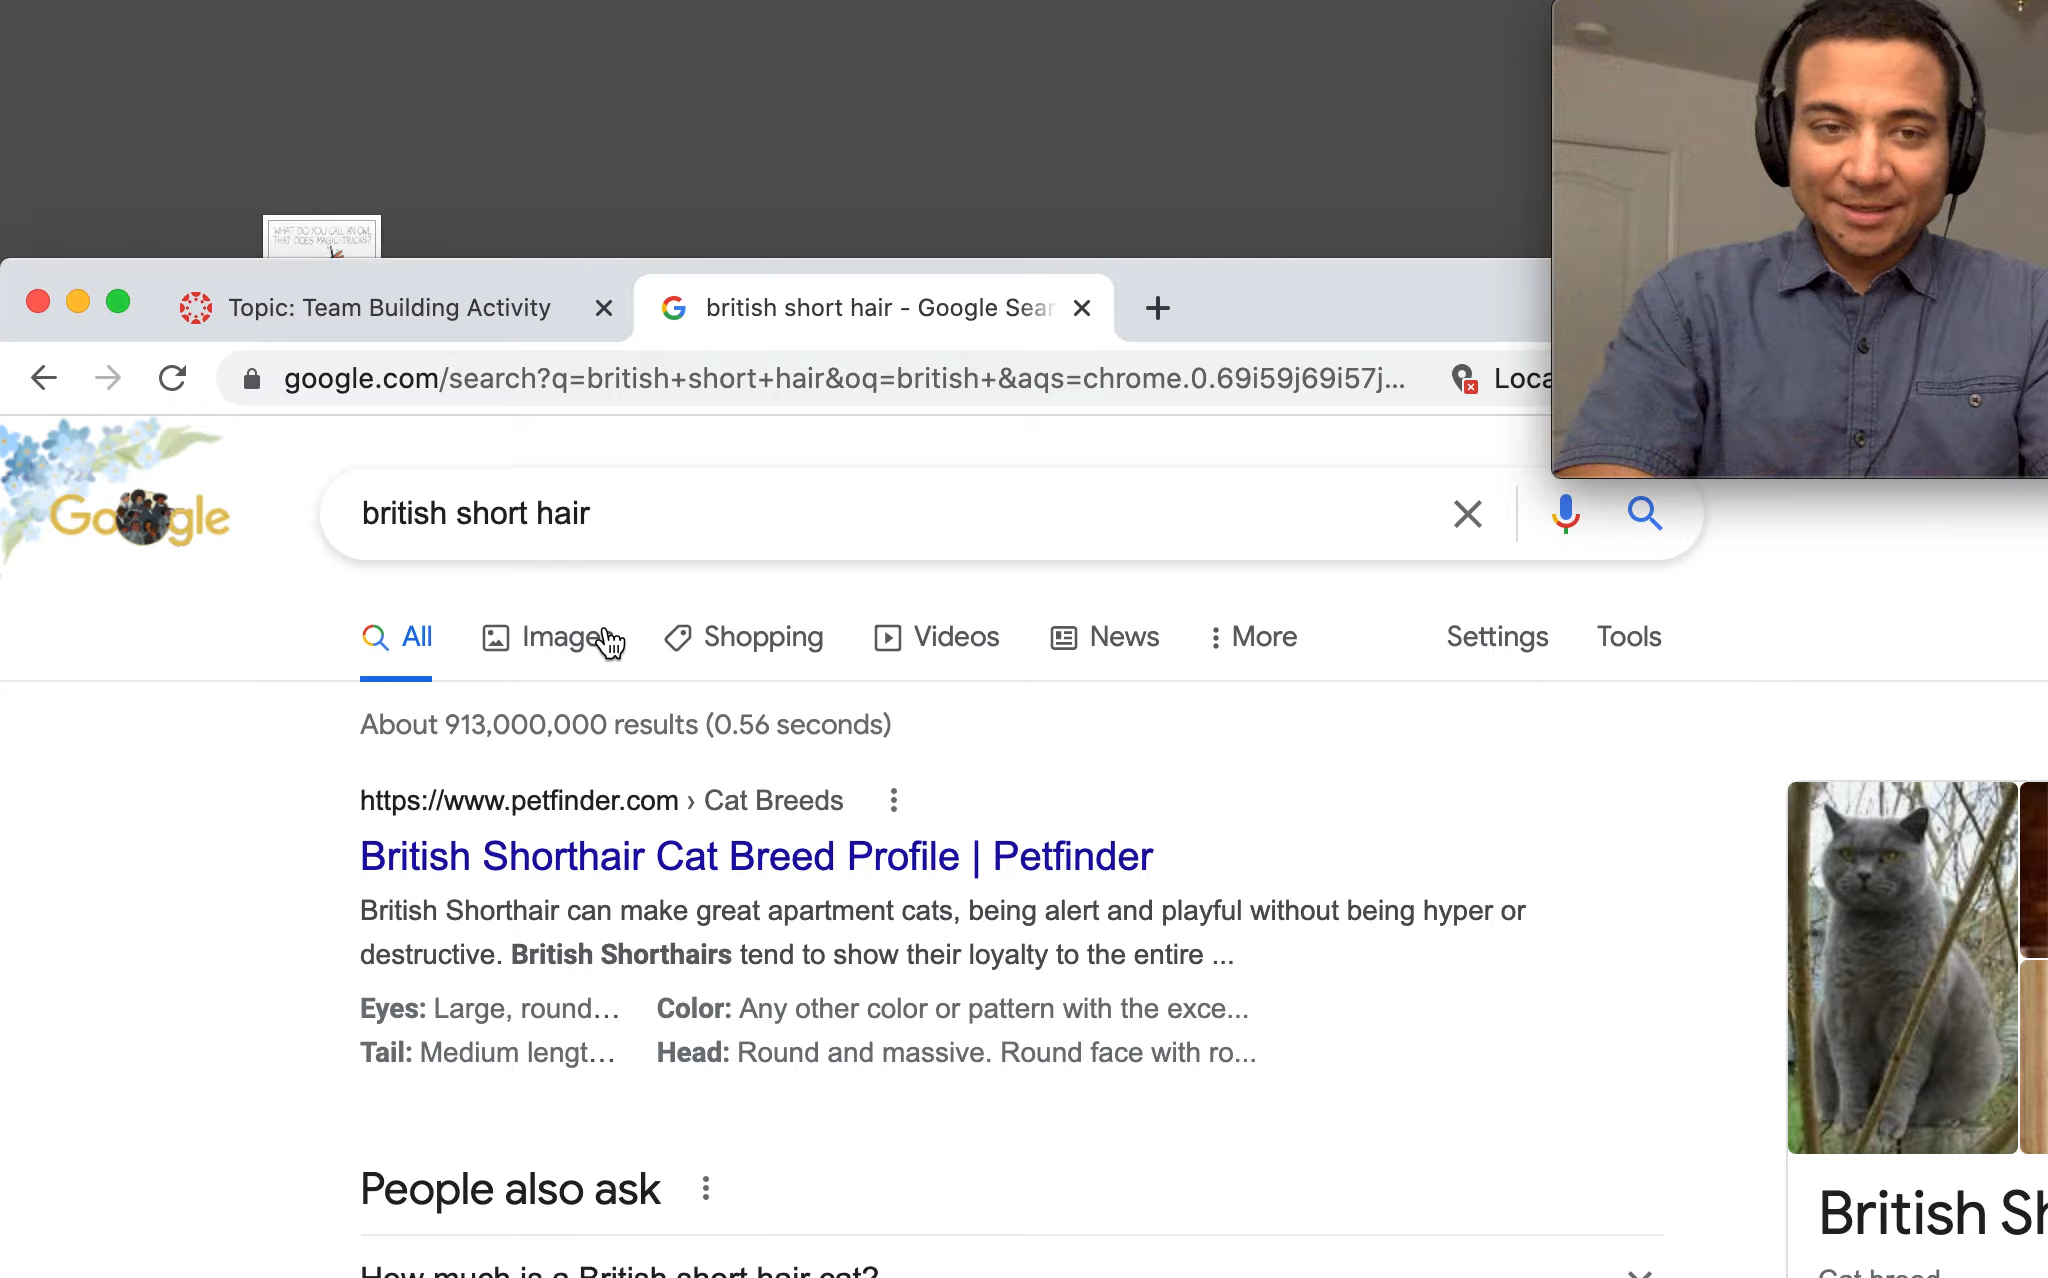 WHAT DO YOU CALL AN OWL
THAT DOES MAGIC TRICKS?
Topic: Team Building Activity
british short hair - Google Sear
google.com/search?q=british+short+hair&oq=british+&aqs=chrome.0.69i59j69i57j...
Loca
Google
british short hair
All
Image
Shopping
Videos
News
More
Settings
Tools
About 913,000,000 results (0.56 seconds)
https://www.petfinder.com › Cat Breeds
British Shorthair Cat Breed Profile | Petfinder
British Shorthair can make great apartment cats, being alert and playful without being hyper or
destructive. British Shorthairs tend to show their loyalty to the entire ...
Eyes: Large, round... Color: Any other color or pattern with the exce...
Tail: Medium lengt... Head: Round and massive. Round face with ro...
British Sh
Cat breed
People also ask
How much is a British short hair cat?